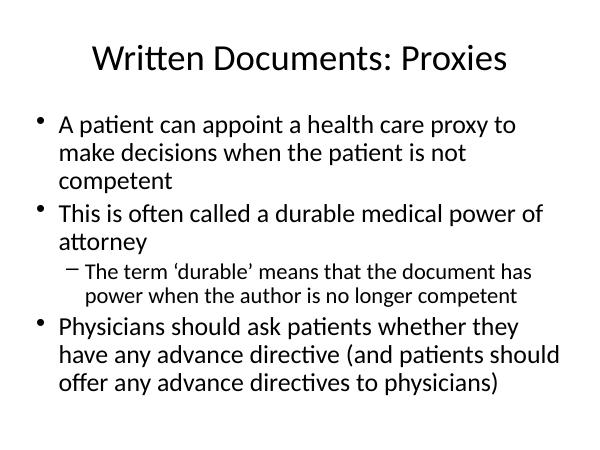 Written Documents: Proxies
• A patient can appoint a health care proxy to
make decisions when the patient is not
competent
• This is often called a durable medical power of
attorney
– The term ‘durable’ means that the document has
power when the author is no longer competent
• Physicians should ask patients whether they
have any advance directive (and patients should
offer any advance directives to physicians)